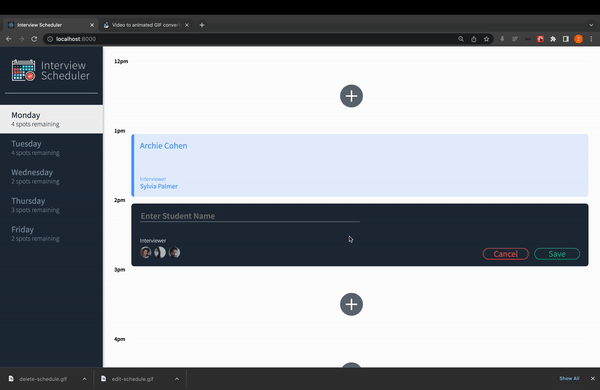 Interview Scheduler
Video to animated GIF conver
localhost:8000
Interview
Scheduler
Monday
4 spots remaining
Tuesday
4 spots remaining
Wednesday
2 spots remaining
Thursday
3 spots remaining
Friday
2 spots remaining
12pm
1pm
Archie Cohen
Interviewer
Sylvia Palmer
2pm
Enter Student Name
Interviewer
Cancel
Save
3pm
4pm
delete-schedule.gif
edit-schedule.gif
Show All